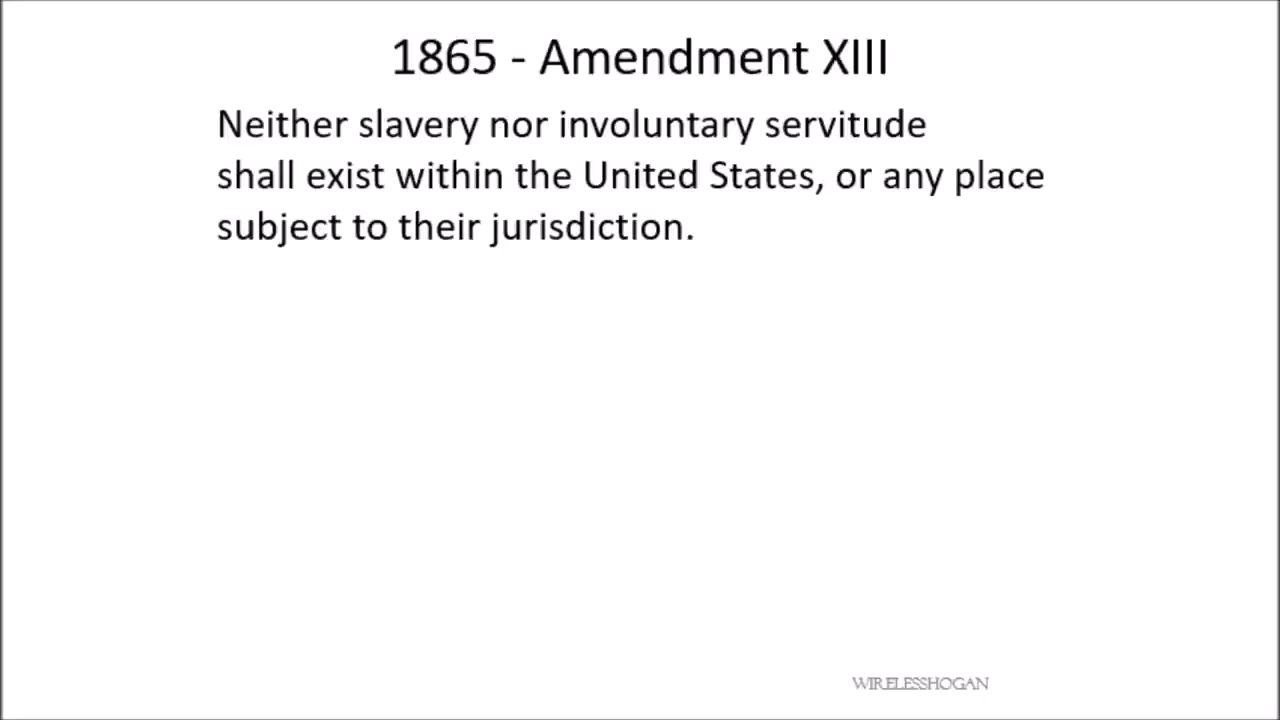 1865 - Amendment XIII
Neither slavery nor involuntary servitude
shall exist within the United States, or any place
subject to their jurisdiction.
WIRELESSHOGAN